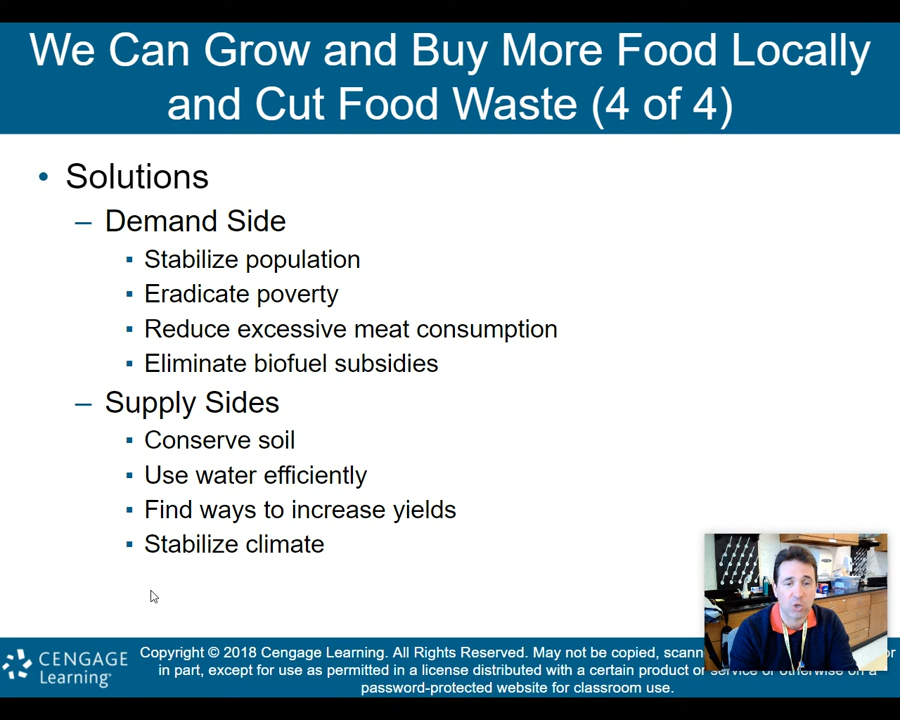 We Can Grow and Buy More Food Locally
and Cut Food Waste (4 of 4)
• Solutions
– Demand Side
▪ Stabilize population
▪ Eradicate poverty
▪ Reduce excessive meat consumption
▪ Eliminate biofuel subsidies
– Supply Sides
▪ Conserve soil
▪ Use water efficiently
▪ Find ways to increase yields
▪ Stabilize climate
CENGAGE
Learning™
Copyright © 2018 Cengage Learning. All Rights Reserved. May not be copied,
in part, except for use as permitted in a license distributed with a certain product or service or otherwise on a
password-protected website for classroom use.